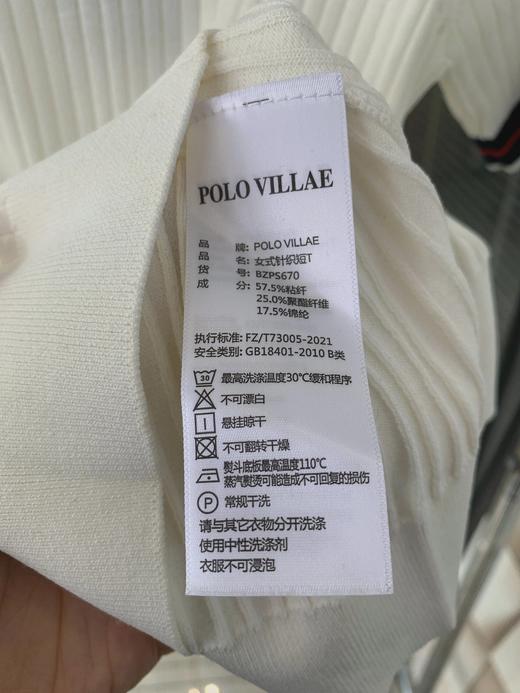 POLO VILLAE
品 牌: POLO VILLAE
品 名: 女式针织短T
货 号: BZPS670
成 分: 57.5%粘纤
25.0%聚酯纤维
17.5%锦纶
执行标准: FZ/T73005-2021
安全类别: GB18401-2010 B类
30 最高洗涤温度30℃缓和程序
不可漂白
悬挂晾干
不可翻转干燥
熨斗底板最高温度110℃
蒸汽熨烫可能造成不可回复的损伤
P 常规干洗
请与其它衣物分开洗涤
使用中性洗涤剂
衣服不可浸泡